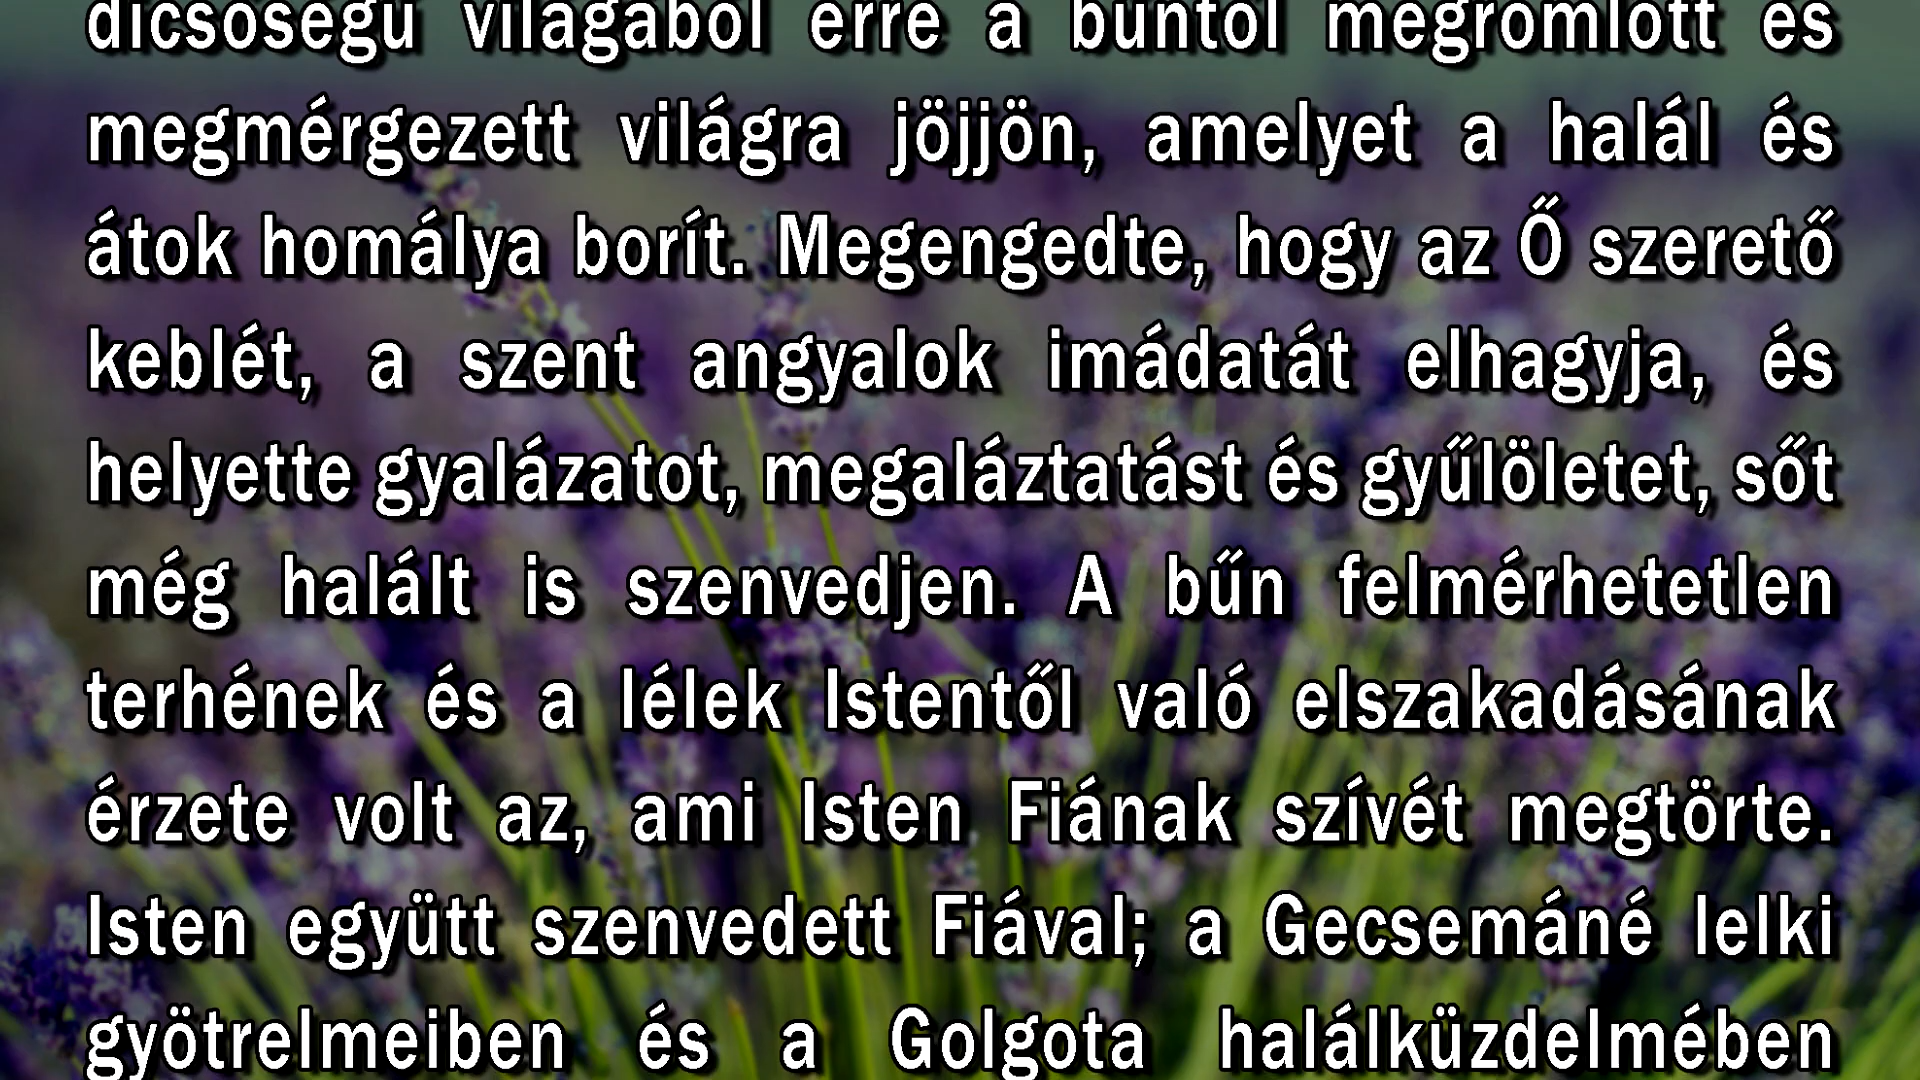 dicsőségű világából erre a bűntől megromlott és
megmérgezett világra jöjjön, amelyet a halál és
átok homálya borít. Megengedte, hogy az Ő szerető
keblét, a szent angyalok imádatát elhagyja, és
helyette gyalázatot, megaláztatást és gyűlöletet, sőt
még halált is szenvedjen. A bűn felmérhetetlen
terhének és a lélek Istentől való elszakadásának
érzete volt az, ami Isten Fiának szívét megtörte.
Isten együtt szenvedett Fiával; a Gecsemáné lelki
gyötrelmeiben és a Golgota halálküzdelmében